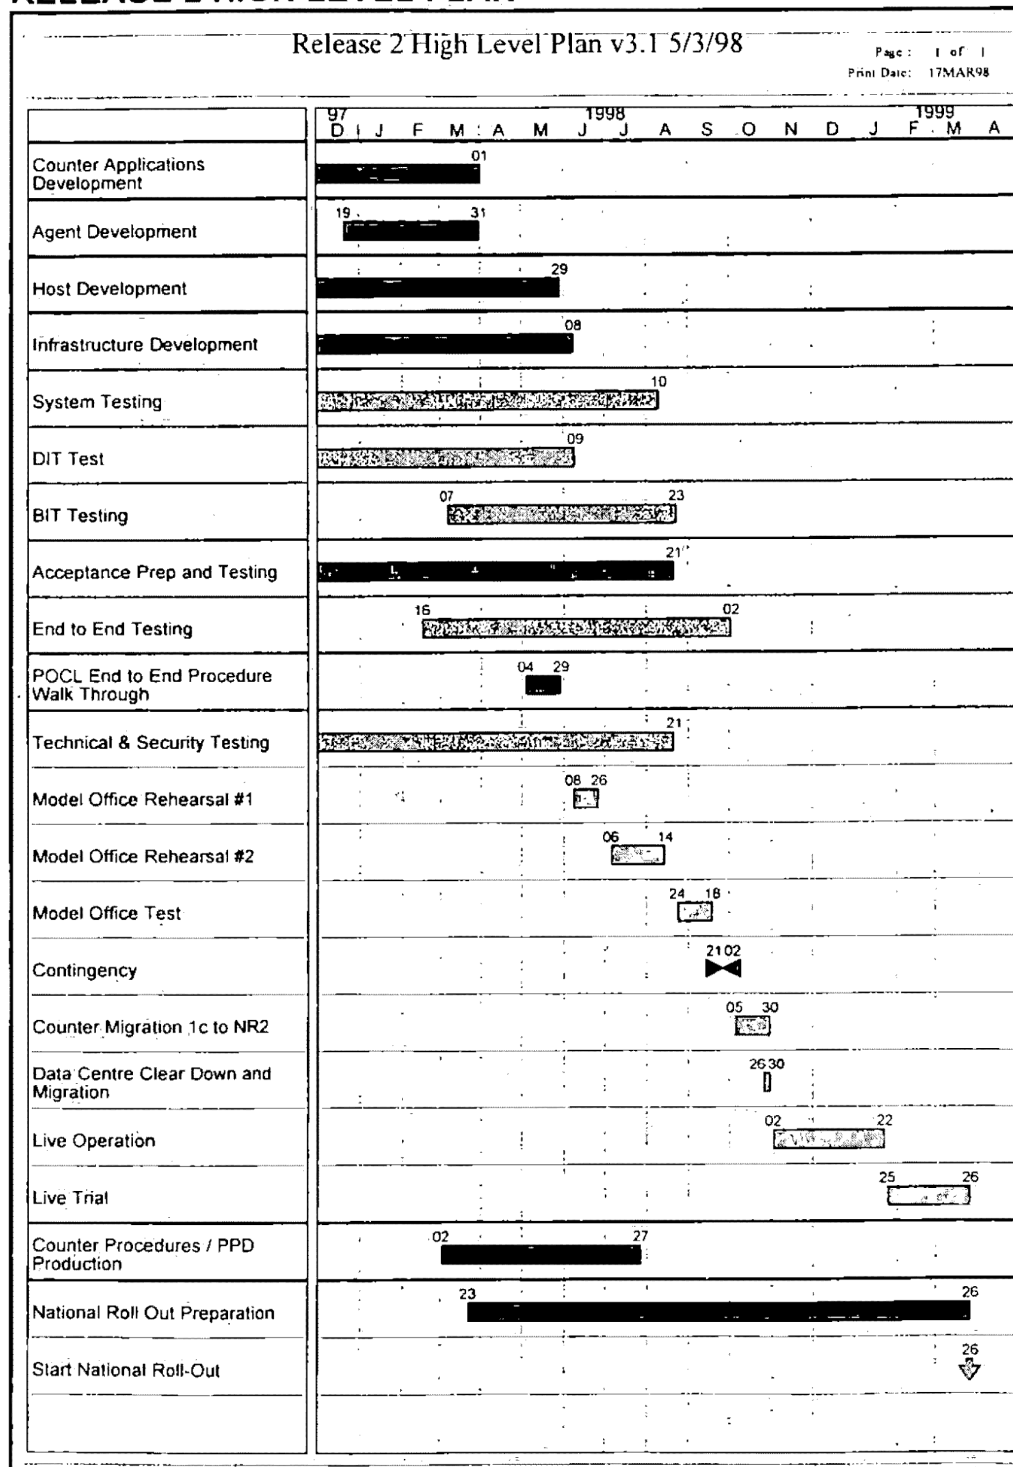 RELEASE 2 HIGH LEVEL PLAN
Release 2 High Level Plan v3.1 5/3/98
Page : 1 of 1
Print Date: 17MAR98
97 1998 1999
D J F M A M J J A S O N D J F M A
Counter Applications
Development
01
Agent Development
19 31
Host Development
29
Infrastructure Development
08
System Testing
10
DIT Test
09
BIT Testing
07 23
Acceptance Prep and Testing
21
End to End Testing
16 02
POCL End to End Procedure
Walk Through
04 29
Technical & Security Testing
21
Model Office Rehearsal #1
08 26
Model Office Rehearsal #2
06 14
Model Office Test
24 18
Contingency
21 02
Counter Migration 1c to NR2
05 30
Data Centre Clear Down and
Migration
26 30
Live Operation
02 22
Live Trial
25 26
Counter Procedures / PPD
Production
02 27
National Roll Out Preparation
23 26
Start National Roll-Out
26